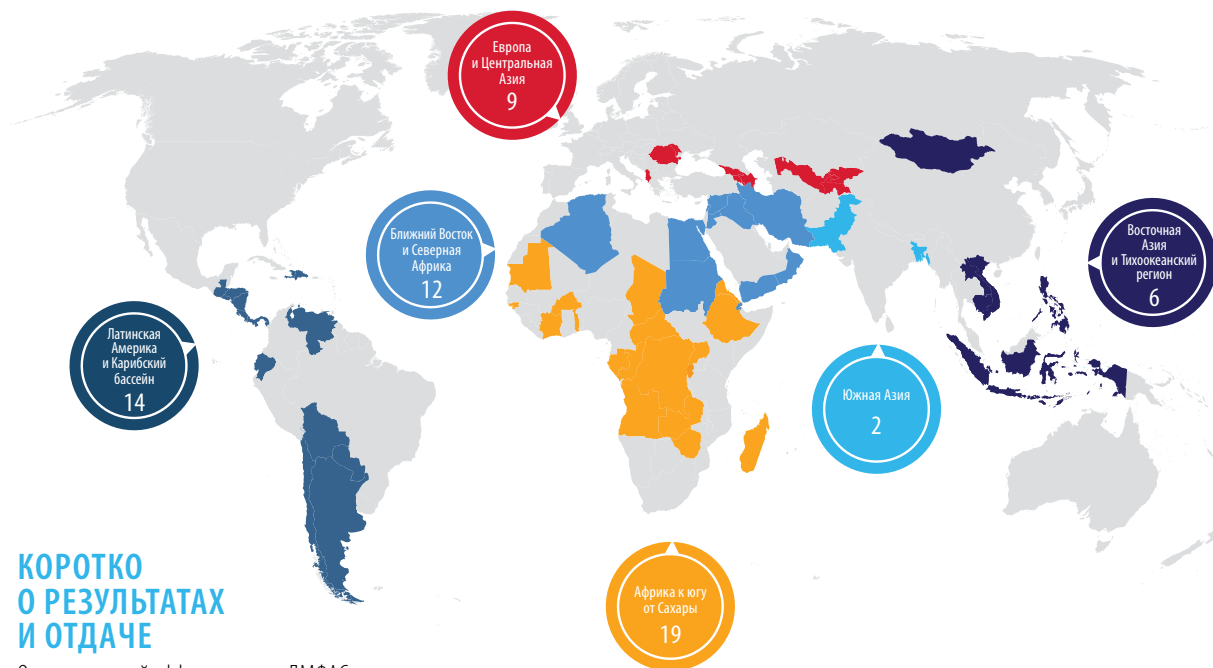 Европа
и Центральная
Азия
9
Ближний Восток
и Северная
Африка
12
Восточная
Азия
и Тихоокеанский
регион
6
Латинская
Америка
и Карибский
бассейн
14
Южная Азия
2
Африка к югу
от Сахары
19
КОРОТКО
О РЕЗУЛЬТАТАХ
И ОТДАЧЕ